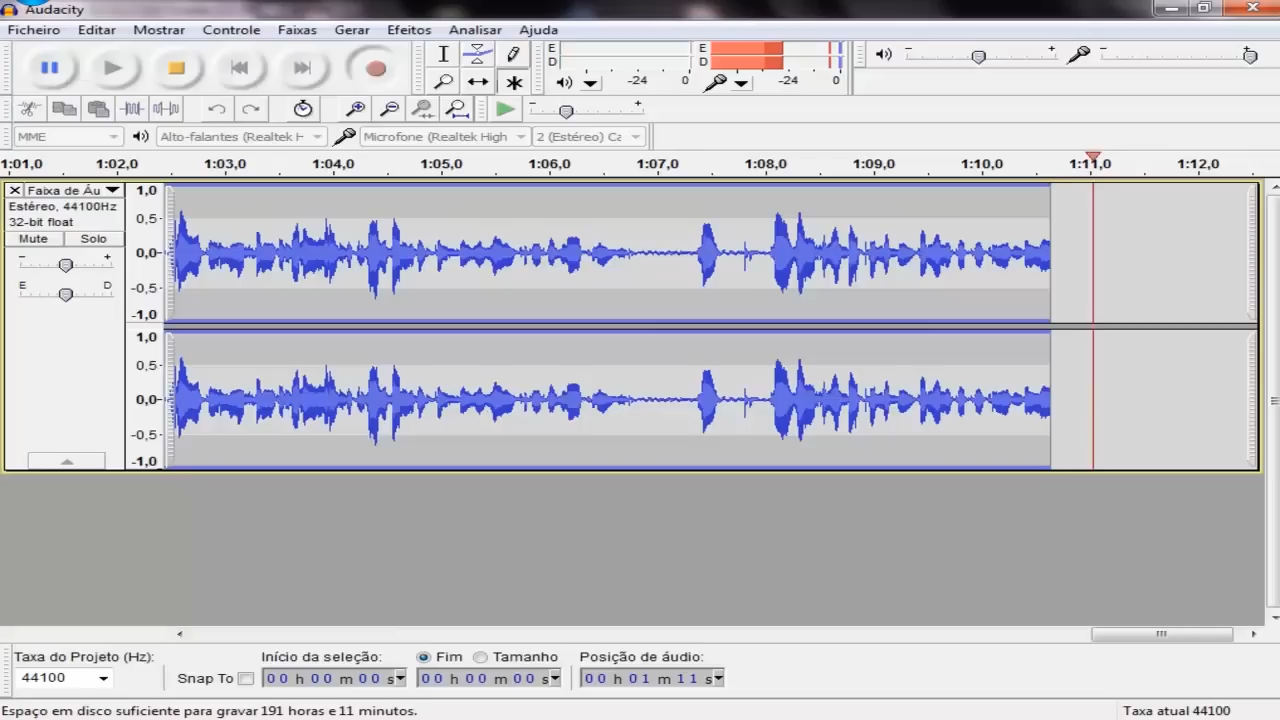 Audacity
Ficheiro Editar Mostrar Controle Faixas Gerar Efeitos Analisar Ajuda
E E
D D
-24 0 -24 0
MME Alto-falantes (Realtek H Microfone (Realtek High 2 (Estéreo) Ca
1:01,0 1:02,0 1:03,0 1:04,0 1:05,0 1:06,0 1:07,0 1:08,0 1:09,0 1:10,0 1:11,0 1:12,0
Faixa de Áu 1,0
Estéreo, 44100Hz
32-bit float 0,5
Mute Solo
0,0
E D -0,5
-1,0
1,0
0,5
0,0
-0,5
-1,0
Taxa do Projeto (Hz): Início da seleção: Fim Tamanho Posição de áudio:
44100 Snap To 00 h 00 m 00 s 00 h 00 m 00 s 00 h 01 m 11 s
Espaço em disco suficiente para gravar 191 horas e 11 minutos. Taxa atual 44100